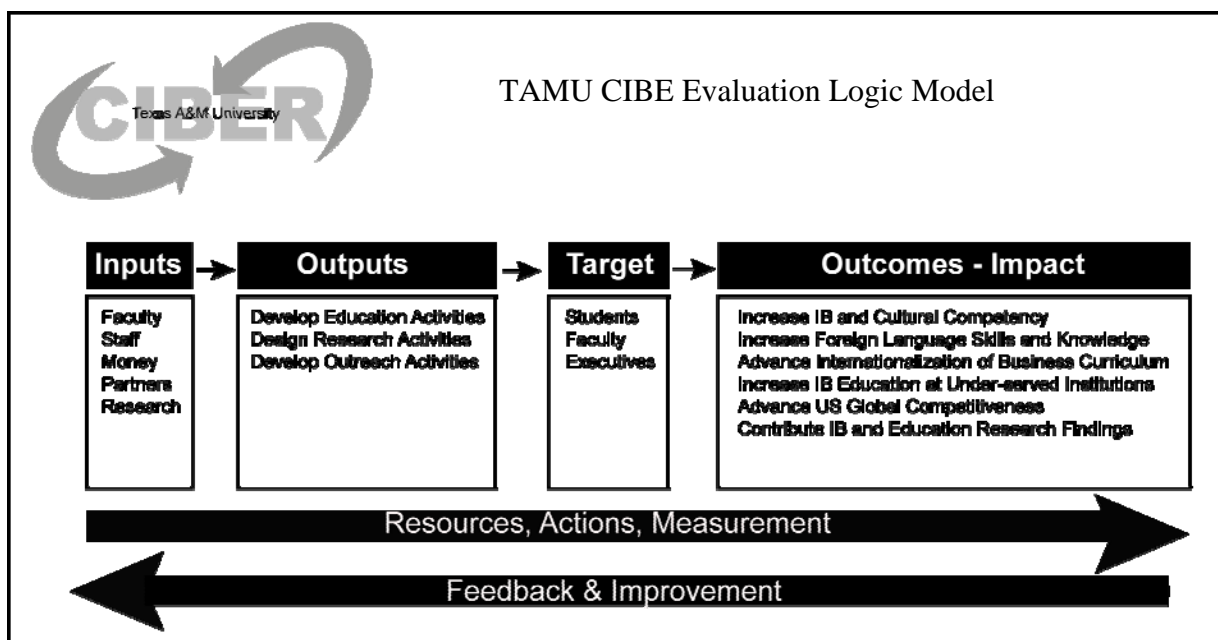 CIBER
Texas A&M University
TAMU CIBE Evaluation Logic Model
Inputs
Faculty
Staff
Money
Partners
Research
Outputs
Develop Education Activities
Design Research Activities
Develop Outreach Activities
Target
Students
Faculty
Executives
Outcomes - Impact
Increase IB and Cultural Competency
Increase Foreign Language Skills and Knowledge
Advance Internationalization of Business Curriculum
Increase IB Education at Under-served Institutions
Advance US Global Competitiveness
Contribute IB and Education Research Findings
Resources, Actions, Measurement
Feedback & Improvement